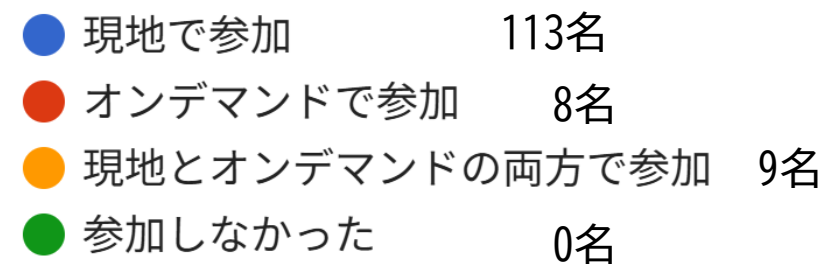 現地で参加 113名
オンデマンドで参加 8名
現地とオンデマンドの両方で参加 9名
参加しなかった 0名